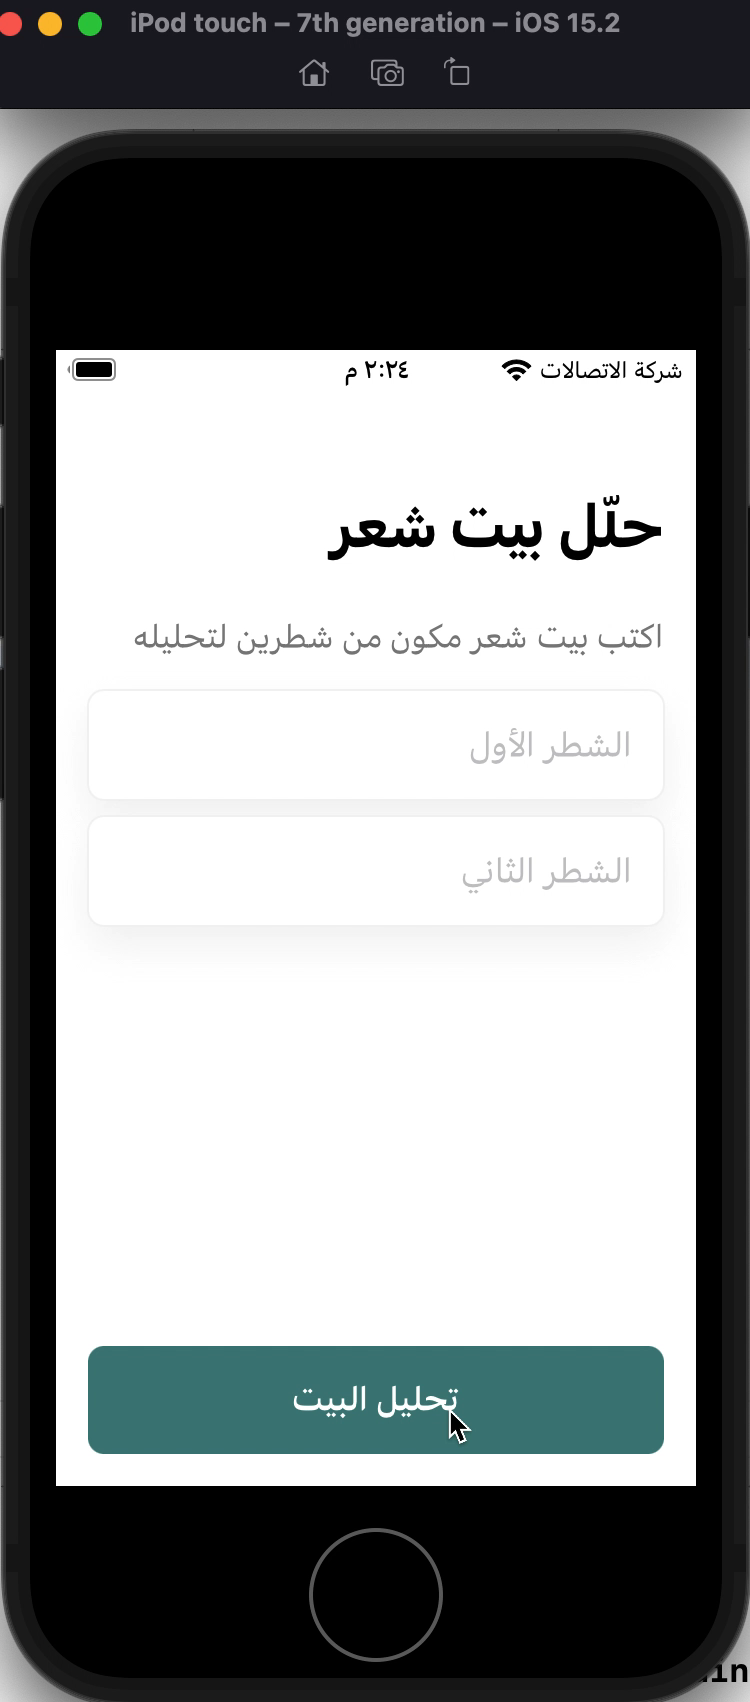 iPod touch – 7th generation – iOS 15.2
شركة الاتصالات ٢:٢٤ م
حلّل بيت شعر
اكتب بيت شعر مكون من شطرين لتحليله
الشطر الأول
الشطر الثاني
تحليل البيت